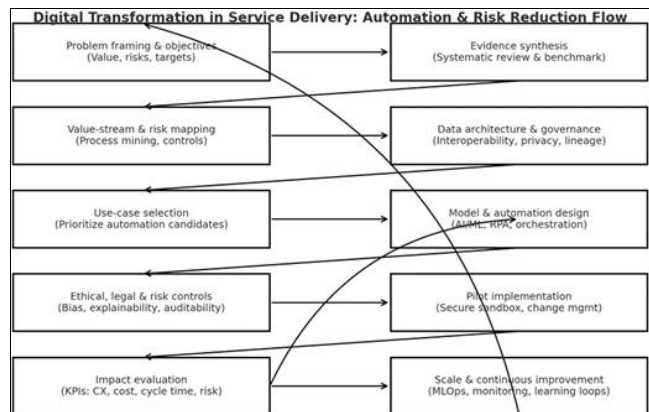 Digital Transformation in Service Delivery: Automation & Risk Reduction Flow
Problem framing & objectives
(Value, risks, targets)
Evidence synthesis
(Systematic review & benchmark)
Value-stream & risk mapping
(Process mining, controls)
Data architecture & governance
(Interoperability, privacy, lineage)
Use-case selection
(Prioritize automation candidates)
Model & automation design
(AI/ML, RPA, orchestration)
Ethical, legal & risk controls
(Bias, explainability, auditability)
Pilot implementation
(Secure sandbox, change mgmt)
Impact evaluation
(KPIs: CX, cost, cycle time, risk)
Scale & continuous improvement
(MLOps, monitoring, learning loops)